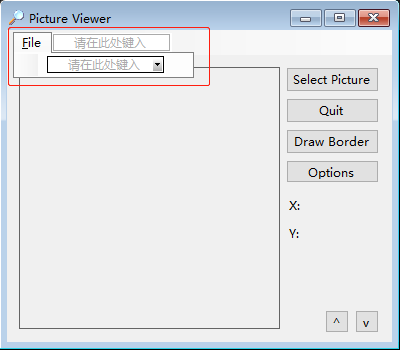 Picture Viewer
File 请在此处键入
请在此处键入
Select Picture
Quit
Draw Border
Options
X:
Y:
^ v